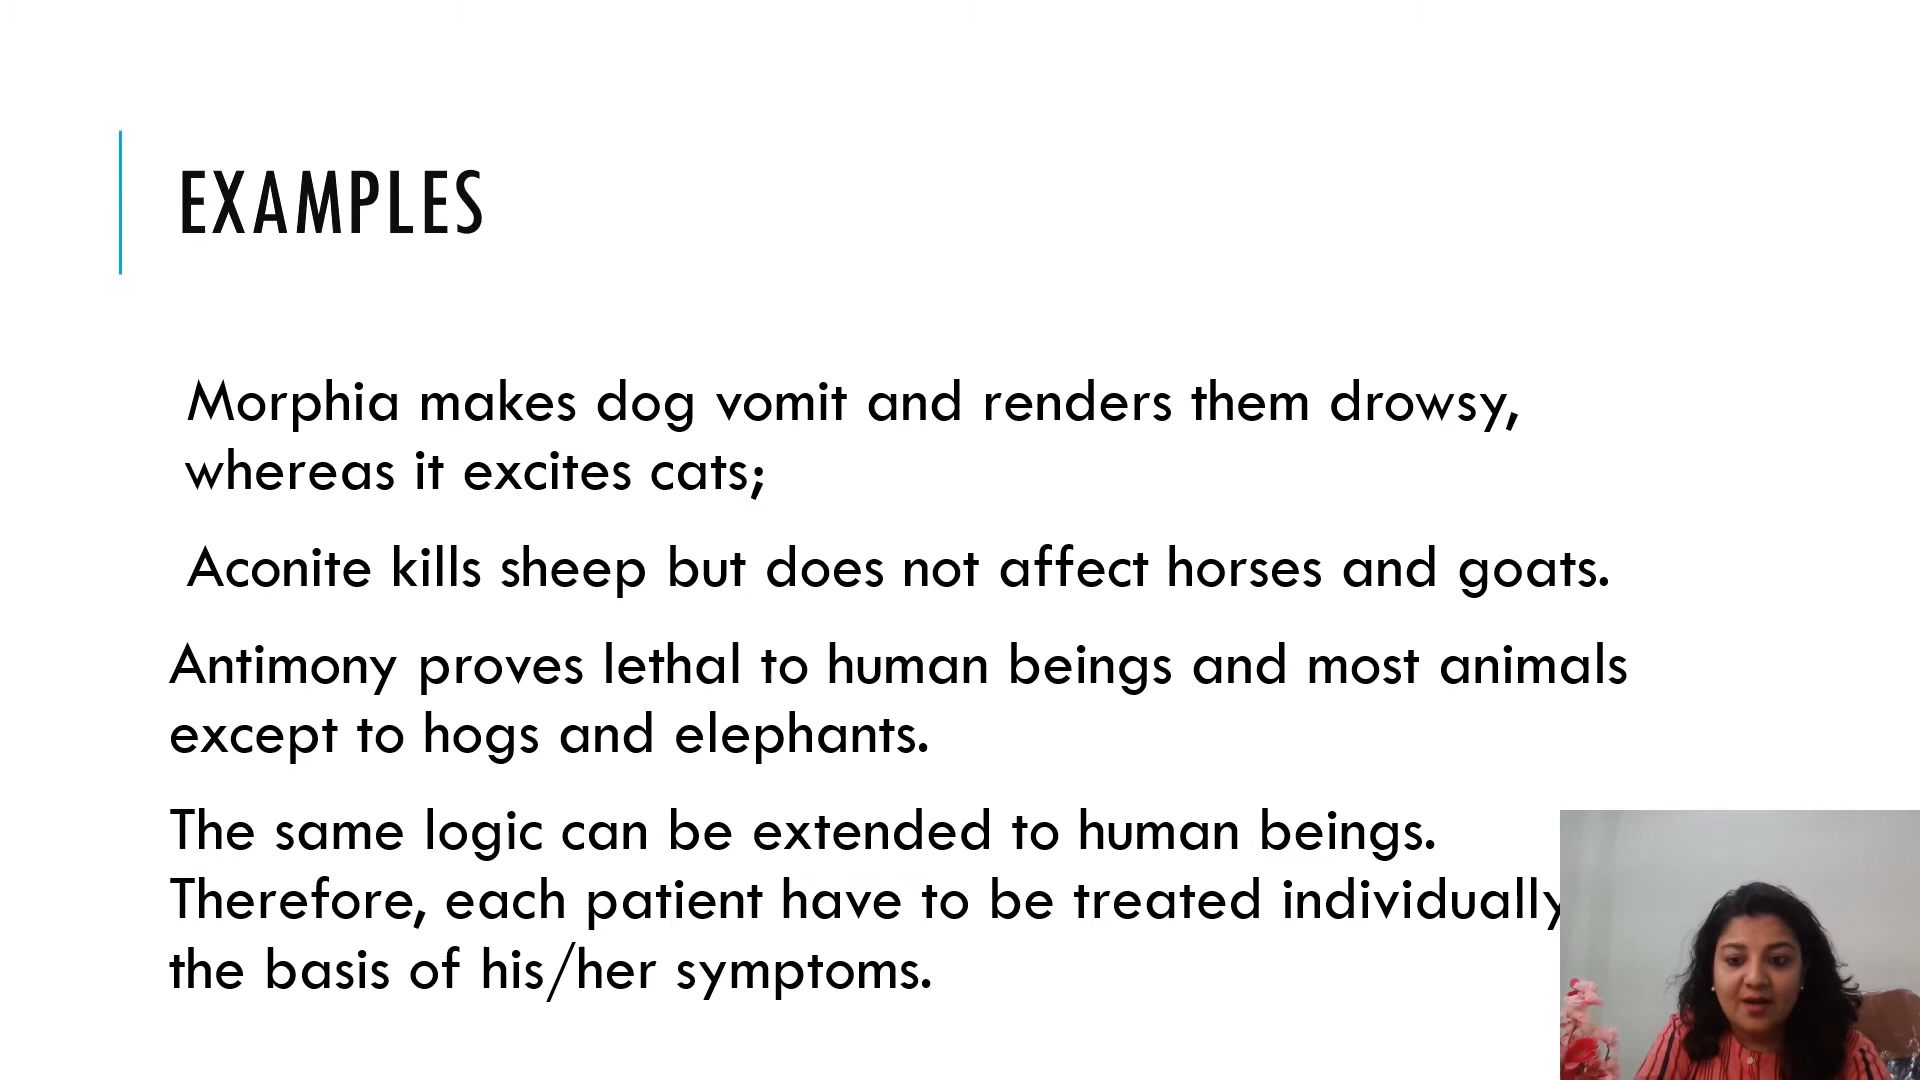 EXAMPLES
Morphia makes dog vomit and renders them drowsy,
whereas it excites cats;
Aconite kills sheep but does not affect horses and goats.
Antimony proves lethal to human beings and most animals
except to hogs and elephants.
The same logic can be extended to human beings.
Therefore, each patient have to be treated individually
the basis of his/her symptoms.